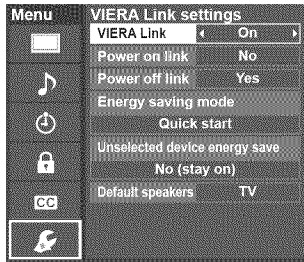 Menu
VIERA Link settings
VIERA Link On
Power on link No
Power off link Yes
Energy saving mode
Quick start
Unselected device energy save
No (stay on)
Default speakers TV
CC